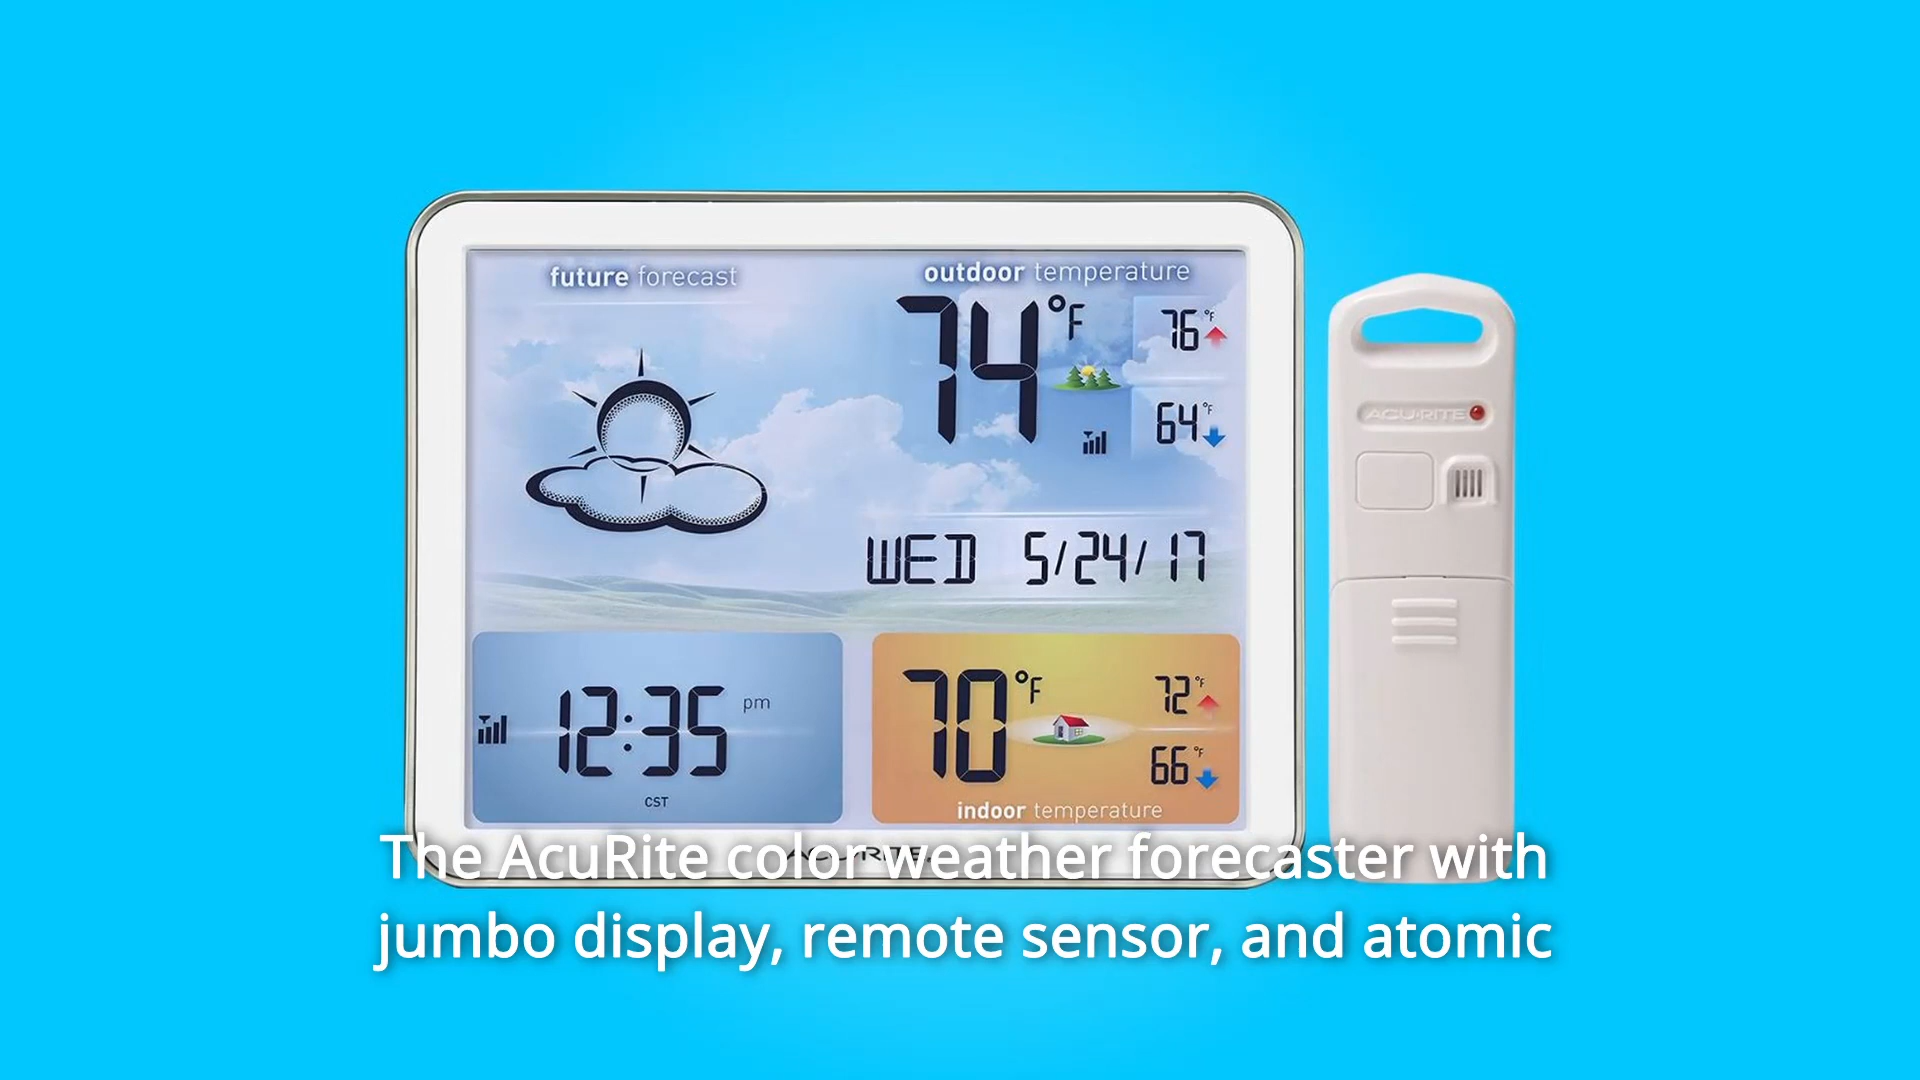 future forecast
outdoor temperature
74°F
76°F
64°F
WED 5/24/17
12:35 pm
CST
70°F
72°F
66°F
indoor temperature
ACURITE
ACURITE
The AcuRite color weather forecaster with
jumbo display, remote sensor, and atomic